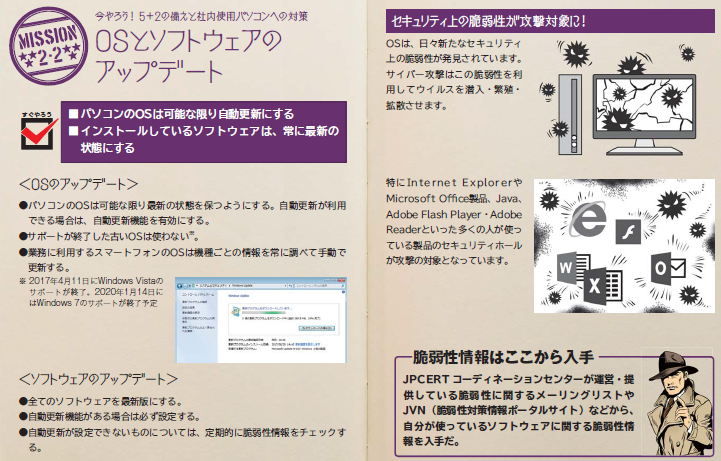 今やろう! 5+2の備えと社内使用パソコンへの対策
MISSION
2-2
OSとソフトウェアの
アップデート
すぐやろう
■パソコンのOSは可能な限り自動更新にする
■インストールしているソフトウェアは、常に最新の
状態にする
＜OSのアップデート＞
●パソコンのOSは可能な限り最新の状態を保つようにする。自動更新が利用
できる場合は、自動更新機能を有効にする。
●サポートが終了した古いOSは使わない※。
●業務に利用するスマートフォンのOSは機種ごとの情報を常に調べて手動で
更新する。
※ 2017年4月11日にWindows Vistaの
サポートが終了。2020年1月14日に
はWindows 7のサポートが終了予定
＜ソフトウェアのアップデート＞
●全てのソフトウェアを最新版にする。
●自動更新機能がある場合は必ず設定する。
●自動更新が設定できないものについては、定期的に脆弱性情報をチェックす
る。
セキュリティ上の脆弱性が攻撃対象に!
OSは、日々新たなセキュリティ
上の脆弱性が発見されています。
サイバー攻撃はこの脆弱性を利
用してウイルスを潜入・繁殖・
拡散させます。
特にInternet Explorerや
Microsoft Office製品、Java、
Adobe Flash Player・Adobe
Readerといった多くの人が使っ
ている製品のセキュリティホール
が攻撃の対象となっています。
脆弱性情報はここから入手
JPCERT コーディネーションセンターが運営・提
供している脆弱性に関するメーリングリストや
JVN（脆弱性対策情報ポータルサイト）などから、
自分が使っているソフトウェアに関する脆弱性情
報を入手だ。